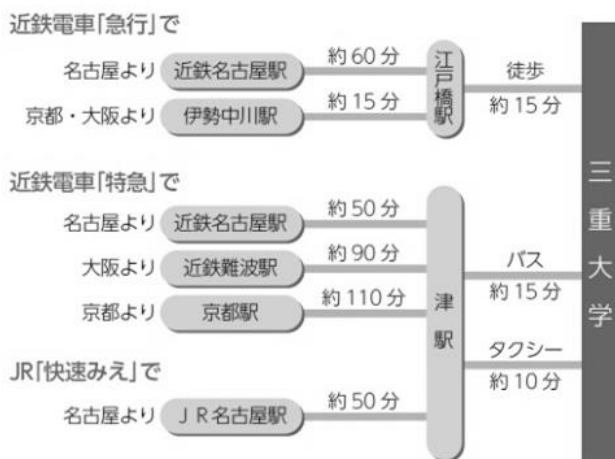 近鉄電車「急行」で
名古屋より 近鉄名古屋駅 約60分
京都・大阪より 伊勢中川駅 約15分
江戸橋駅
徒歩
約15分
近鉄電車「特急」で
名古屋より 近鉄名古屋駅 約50分
大阪より 近鉄難波駅 約90分
京都より 京都駅 約110分
JR「快速みえ」で
名古屋より JR名古屋駅 約50分
津駅
バス
約15分
タクシー
約10分
三重大学